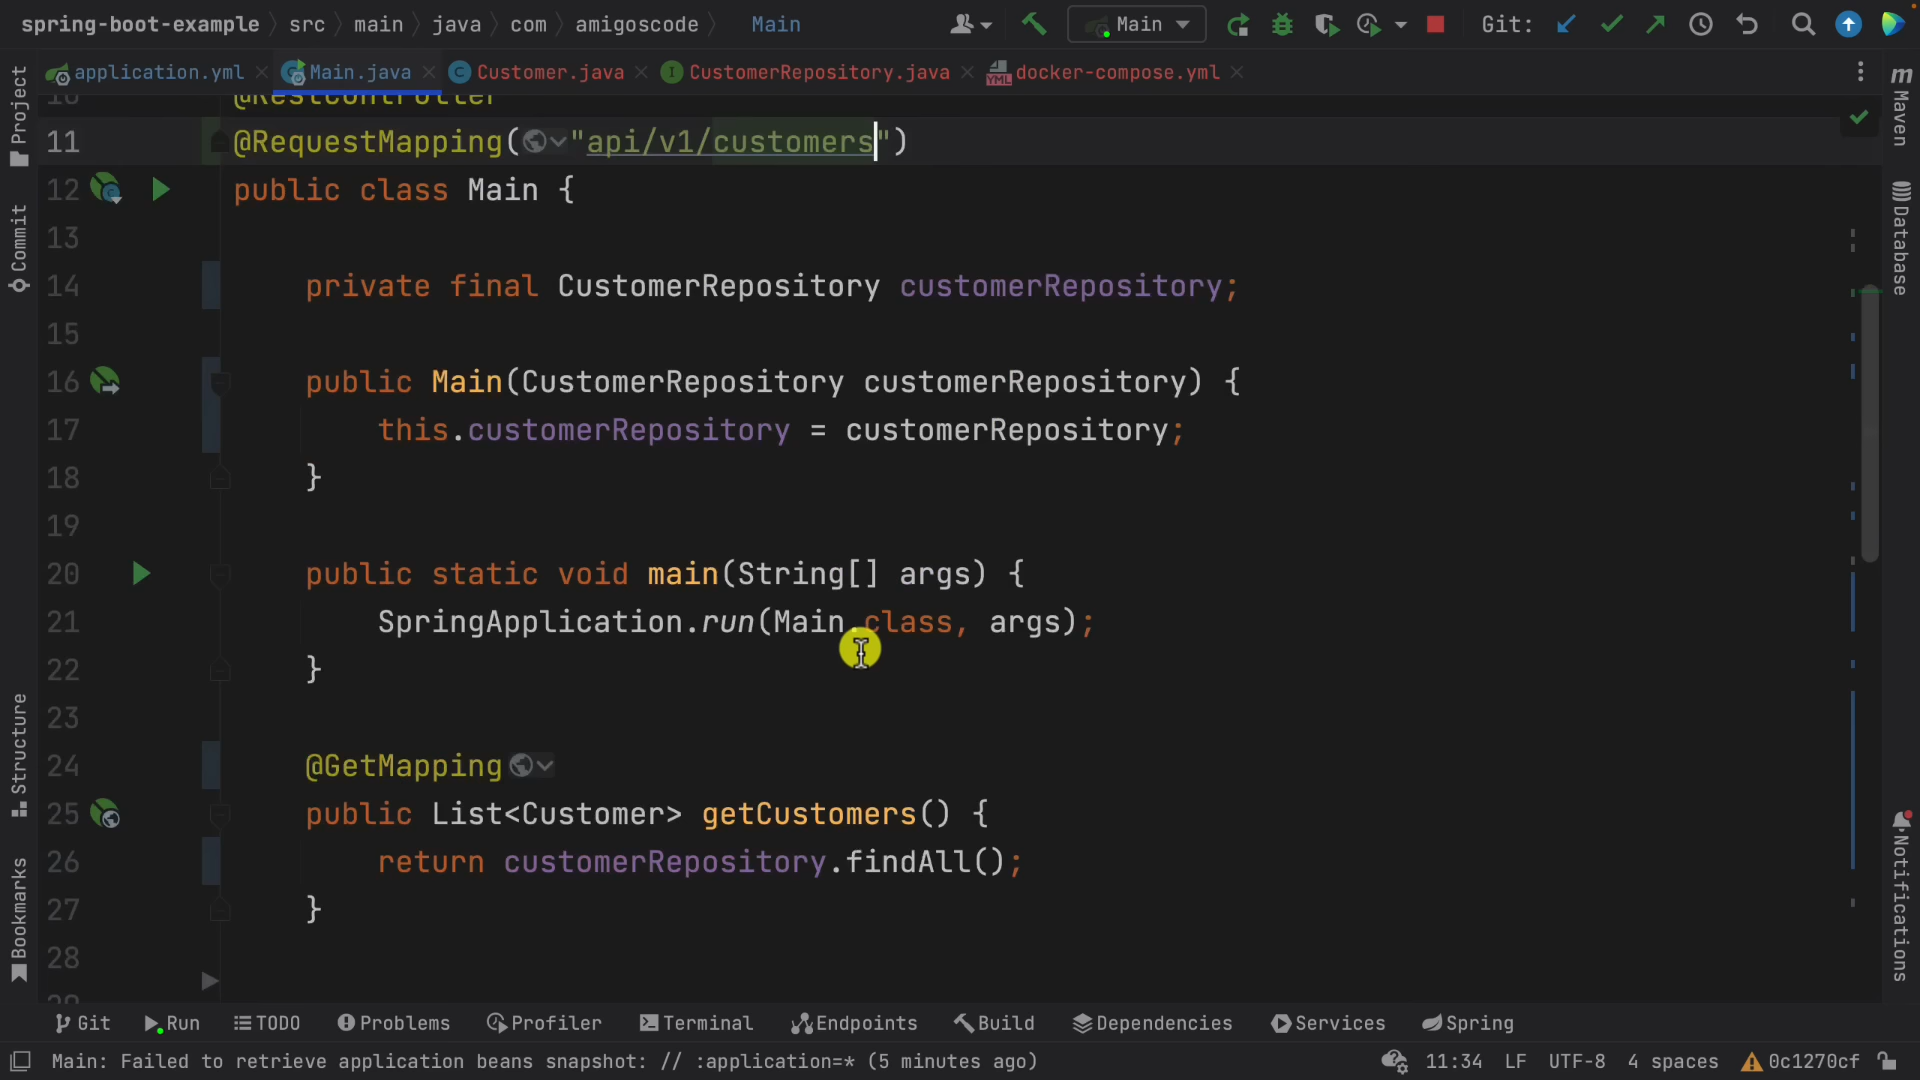 spring-boot-example src main java com amigoscode Main Main Git:
application.yml Main.java Customer.java CustomerRepository.java docker-compose.yml
Project
Commit
Structure
Bookmarks
10 @RestController
11 @RequestMapping("api/v1/customers")
12 public class Main {
13
14 private final CustomerRepository customerRepository;
15
16 public Main(CustomerRepository customerRepository) {
17 this.customerRepository = customerRepository;
18 }
19
20 public static void main(String[] args) {
21 SpringApplication.run(Main.class, args);
22 }
23
24 @GetMapping
25 public List<Customer> getCustomers() {
26 return customerRepository.findAll();
27 }
28
29
m Maven
Database
Notifications
Git Run TODO Problems Profiler Terminal Endpoints Build Dependencies Services Spring
Main: Failed to retrieve application beans snapshot: // :application=* (5 minutes ago) 11:34 LF UTF-8 4 spaces 0c1270cf